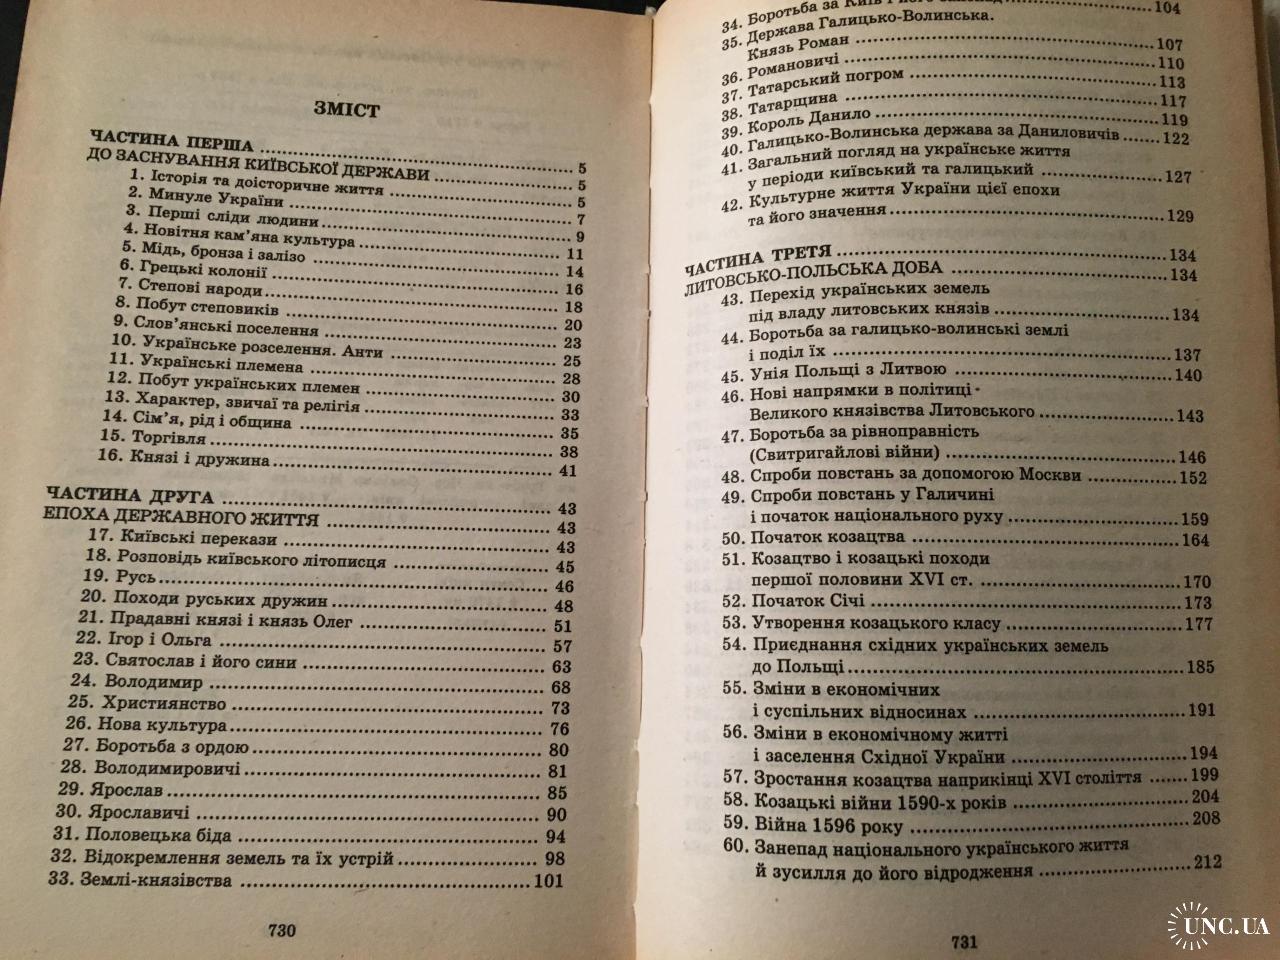 ЗМІСТ
ЧАСТИНА ПЕРША ..... 5
ДО ЗАСНУВАННЯ КИЇВСЬКОЇ ДЕРЖАВИ ..... 5
1. Історія та доісторичне життя ..... 5
2. Минуле України ..... 7
3. Перші сліди людини ..... 9
4. Новітня кам’яна культура ..... 11
5. Мідь, бронза і залізо ..... 14
6. Грецькі колонії ..... 16
7. Степові народи ..... 18
8. Побут степовиків ..... 20
9. Слов’янські поселення ..... 23
10. Українське розселення. Анти ..... 25
11. Українські племена ..... 28
12. Побут українських племен ..... 30
13. Характер, звичаї та релігія ..... 33
14. Сім’я, рід і община ..... 35
15. Торгівля ..... 38
16. Князі і дружина ..... 41
ЧАСТИНА ДРУГА ..... 43
ЕПОХА ДЕРЖАВНОГО ЖИТТЯ ..... 43
17. Київські перекази ..... 43
18. Розповідь київського літописця ..... 45
19. Русь ..... 46
20. Походи руських дружин ..... 48
21. Прадавні князі і князь Олег ..... 51
22. Ігор і Ольга ..... 57
23. Святослав і його сини ..... 63
24. Володимир ..... 68
25. Християнство ..... 73
26. Нова культура ..... 76
27. Боротьба з ордою ..... 80
28. Володимировичі ..... 81
29. Ярослав ..... 85
30. Ярославичі ..... 90
31. Половецька біда ..... 94
32. Відокремлення земель та їх устрій ..... 98
33. Землі-князівства ..... 101
730
34. Боротьба за Київ і його занепад ..... 104
35. Держава Галицько-Волинська.
Князь Роман ..... 107
36. Романовичі ..... 110
37. Татарський погром ..... 113
38. Татарщина ..... 117
39. Король Данило ..... 119
40. Галицько-Волинська держава за Даниловичів ..... 122
41. Загальний погляд на українське життя
у періоди київський та галицький ..... 127
42. Культурне життя України цієї епохи
та його значення ..... 129
ЧАСТИНА ТРЕТЯ ..... 134
ЛИТОВСЬКО-ПОЛЬСЬКА ДОБА ..... 134
43. Перехід українських земель
під владу литовських князів ..... 134
44. Боротьба за галицько-волинські землі
і поділ їх ..... 137
45. Унія Польщі з Литвою ..... 140
46. Нові напрямки в політиці
Великого князівства Литовського ..... 143
47. Боротьба за рівноправність
(Свитригайлові війни) ..... 146
48. Спроби повстань за допомогою Москви ..... 152
49. Спроби повстань у Галичині
і початок національного руху ..... 159
50. Початок козацтва ..... 164
51. Козацтво і козацькі походи
першої половини XVI ст. ..... 170
52. Початок Січі ..... 173
53. Утворення козацького класу ..... 177
54. Приєднання східних українських земель
до Польщі ..... 185
55. Зміни в економічних
і суспільних відносинах ..... 191
56. Зміни в економічному житті
і заселення Східної України ..... 194
57. Зростання козацтва наприкінці XVI століття ..... 199
58. Козацькі війни 1590-х років ..... 204
59. Війна 1596 року ..... 208
60. Занепад національного українського життя
й зусилля до його відродження ..... 212
731
UNC.UA